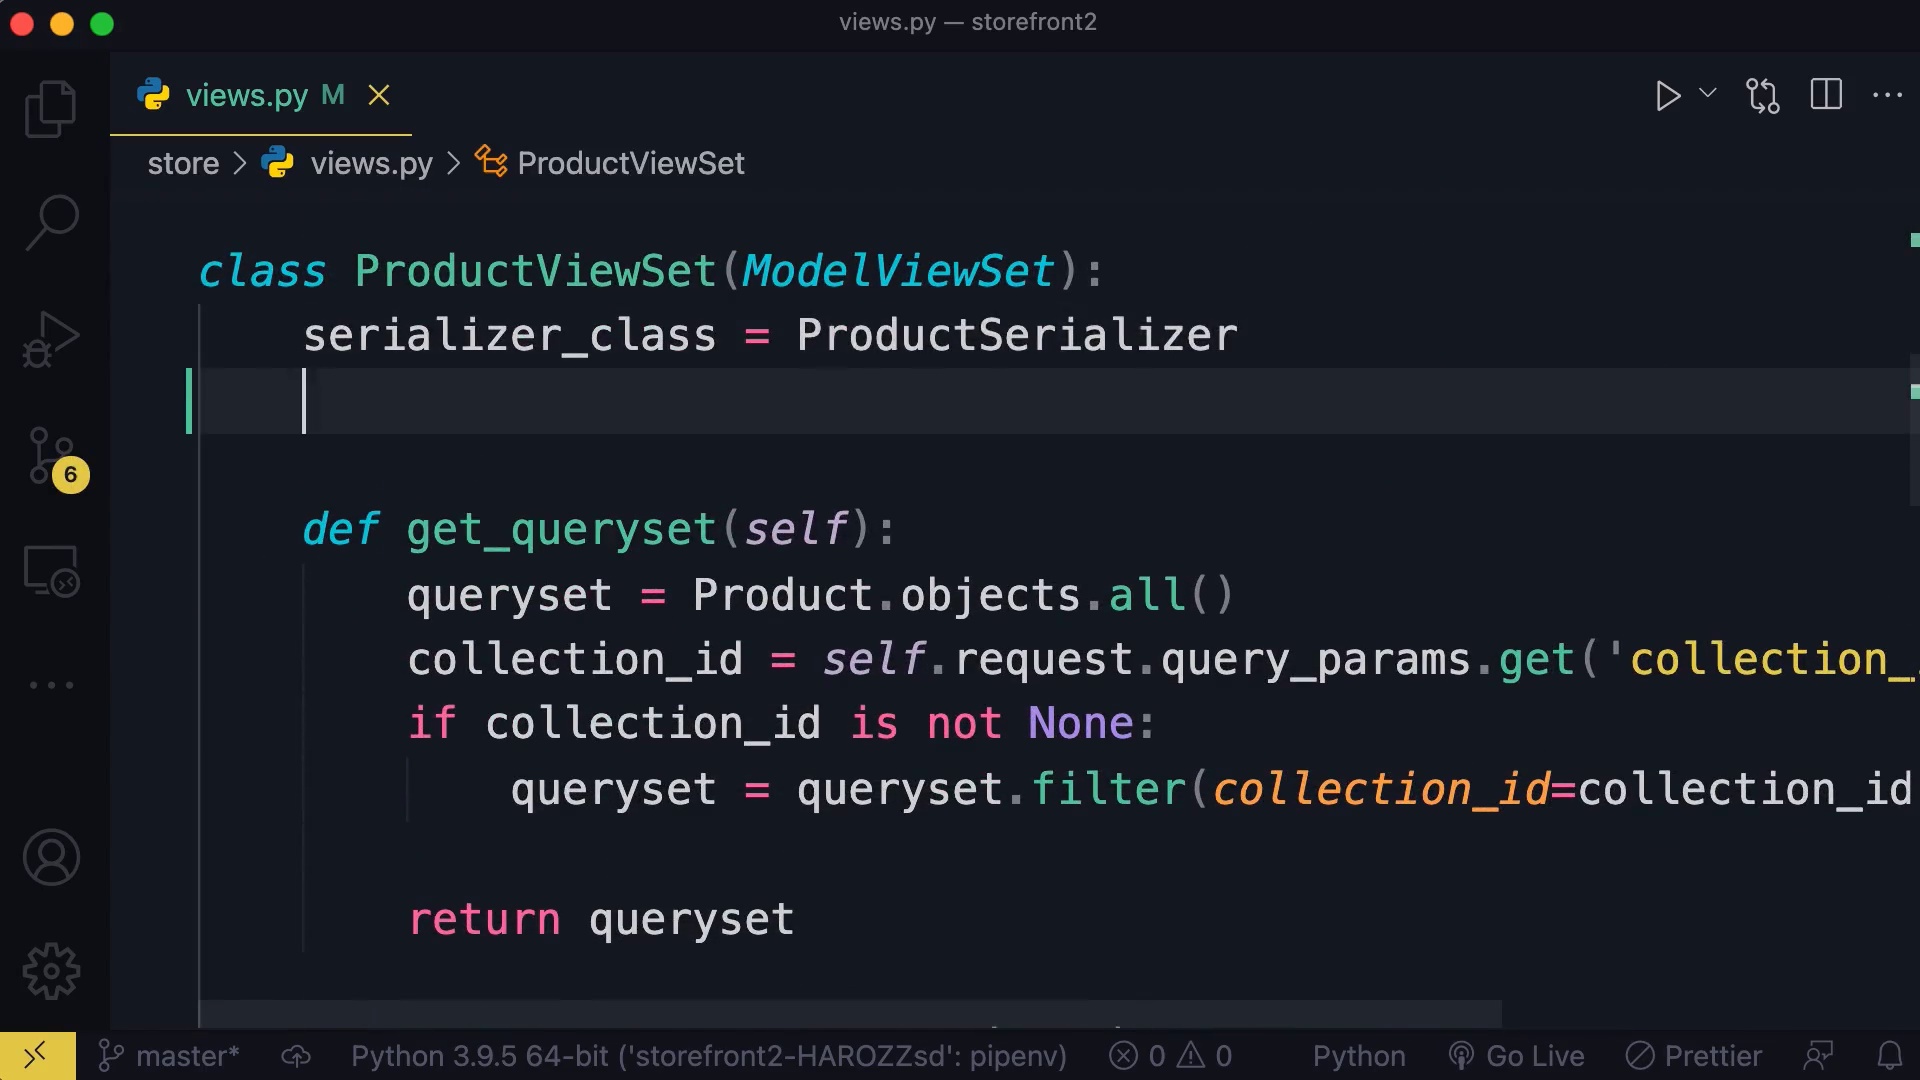 views.py — storefront2
views.py M
store > views.py > ProductViewSet
class ProductViewSet(ModelViewSet):
serializer_class = ProductSerializer
def get_queryset(self):
queryset = Product.objects.all()
collection_id = self.request.query_params.get('collection_
if collection_id is not None:
queryset = queryset.filter(collection_id=collection_id
return queryset
6
master* Python 3.9.5 64-bit ('storefront2-HAROZZsd': pipenv) 0 0 Python Go Live Prettier